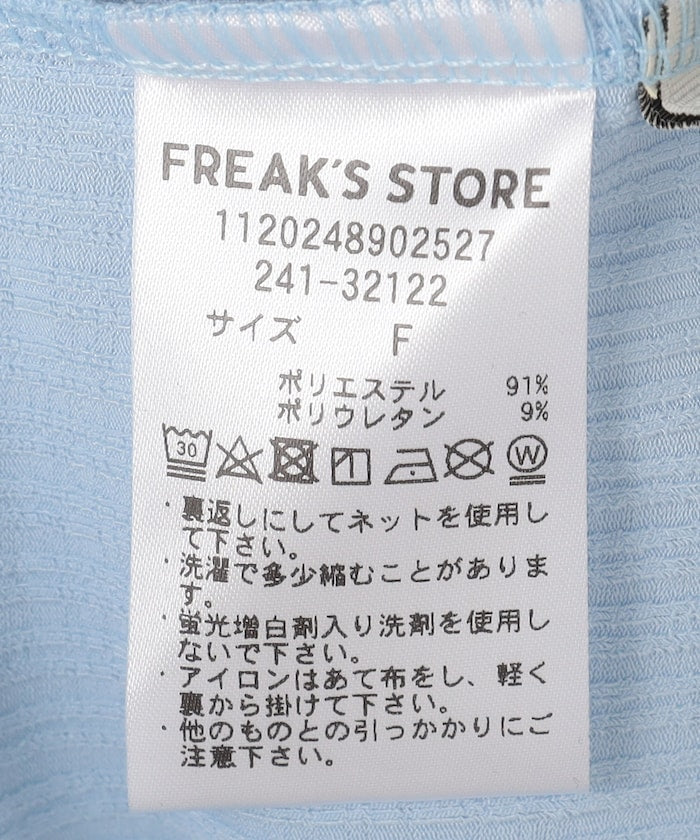 FREAK'S STORE
1120248902527
241-32122
サイズ F
ポリエステル 91%
ポリウレタン 9%
30 W
・裏返しにしてネットを使用し
て下さい。
・洗濯で多少縮むことがありま
す。
・蛍光増白剤入り洗剤を使用し
ないで下さい。
・アイロンはあて布をし、軽く
裏から掛けて下さい。
・他のものとの引っかかりにご
注意下さい。